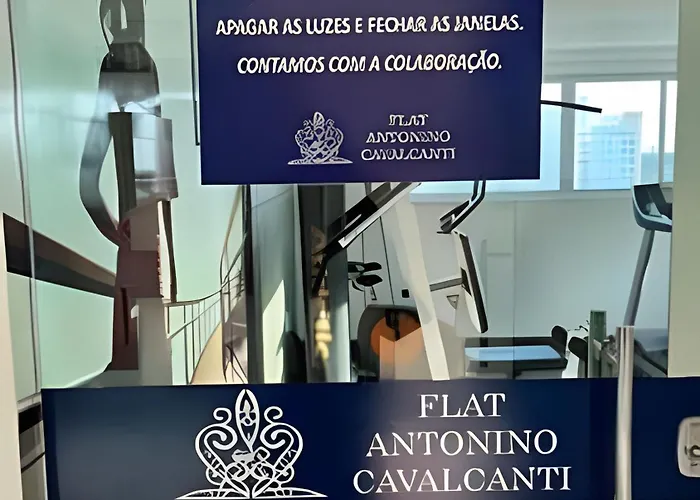 APAGAR AS LUZES E FECHAR AS JANELAS.
CONTAMOS COM A COLABORAÇÃO.
FLAT
ANTONINO
CAVALCANTI
FLAT
ANTONINO
CAVALCANTI